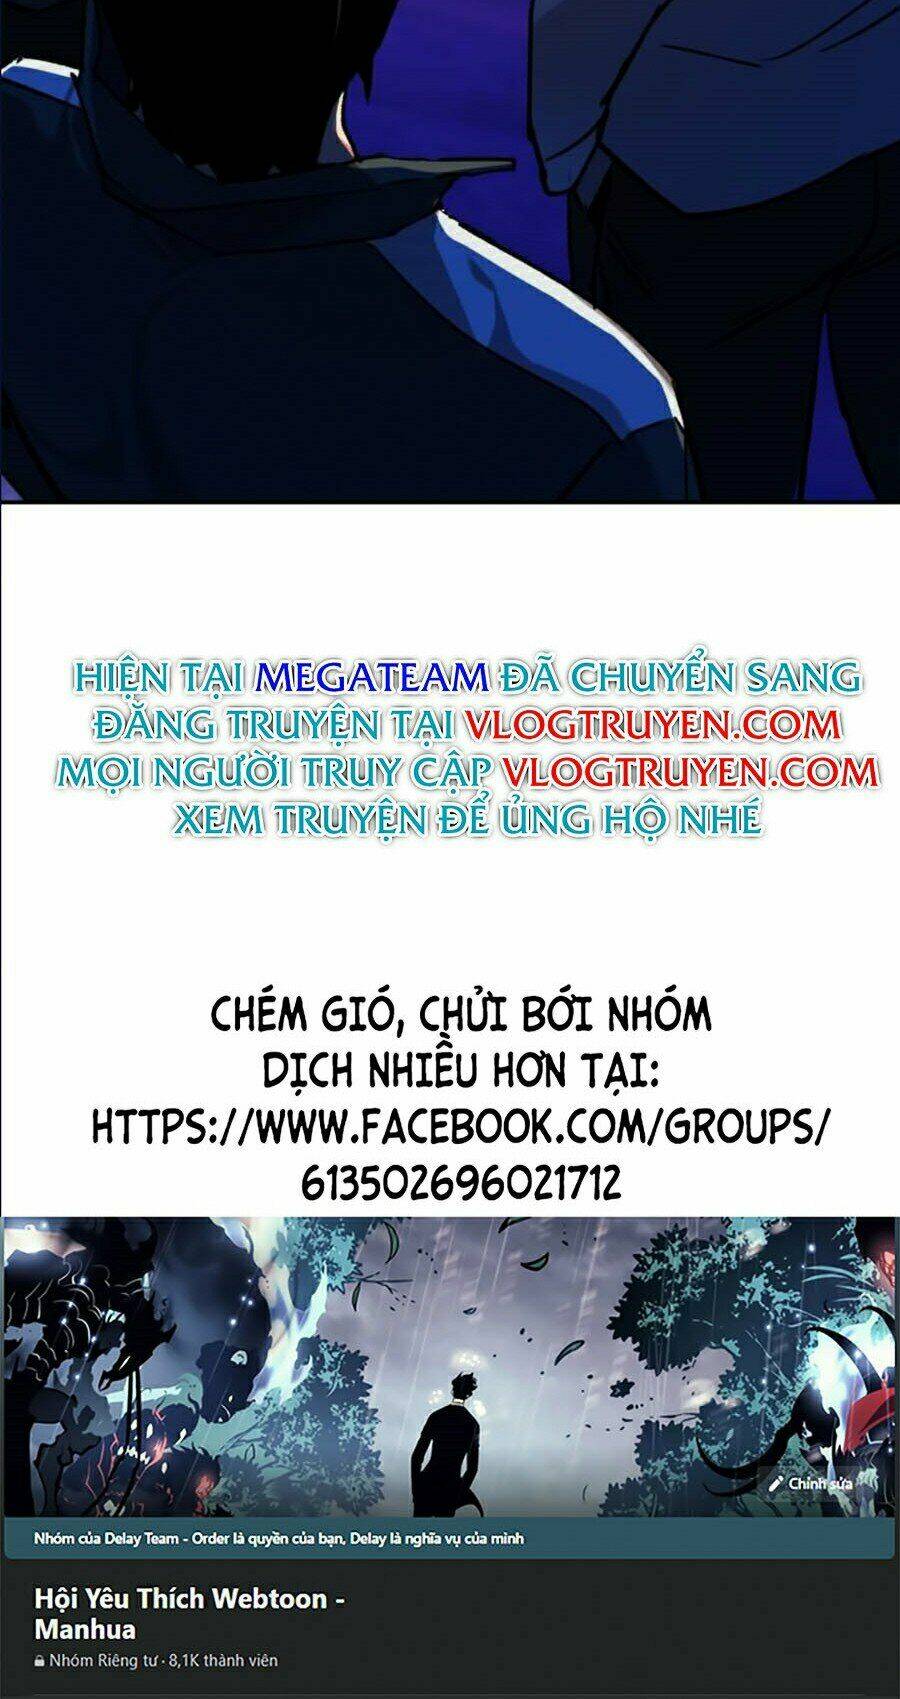 HIỆN TẠI MEGATEAM ĐÃ CHUYỂN SANG
ĐĂNG TRUYỆN TẠI VLOGTRUYEN.COM
MỌI NGƯỜI TRUY CẬP VLOGTRUYEN.COM
XEM TRUYỆN ĐỂ ỦNG HỘ NHÉ
CHÉM GIÓ, CHỬI BỚI NHÓM
DỊCH NHIỀU HƠN TẠI:
HTTPS://WWW.FACEBOOK.COM/GROUPS/
613502696021712
Chỉnh sửa
Nhóm của Delay Team - Order là quyền của bạn, Delay là nghĩa vụ của mình
Hội Yêu Thích Webtoon -
Manhua
Nhóm Riêng tư · 8,1K thành viên